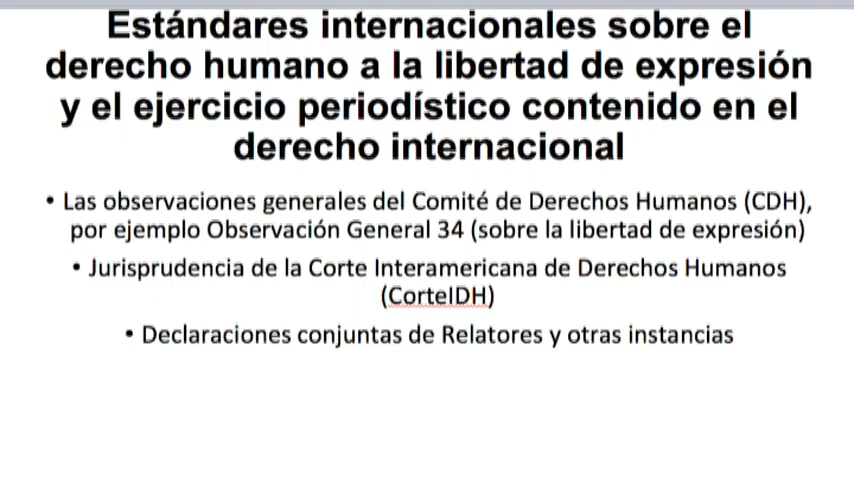 Estándares internacionales sobre el
derecho humano a la libertad de expresión
y el ejercicio periodístico contenido en el
derecho internacional
• Las observaciones generales del Comité de Derechos Humanos (CDH),
por ejemplo Observación General 34 (sobre la libertad de expresión)
• Jurisprudencia de la Corte Interamericana de Derechos Humanos
(CorteIDH)
• Declaraciones conjuntas de Relatores y otras instancias